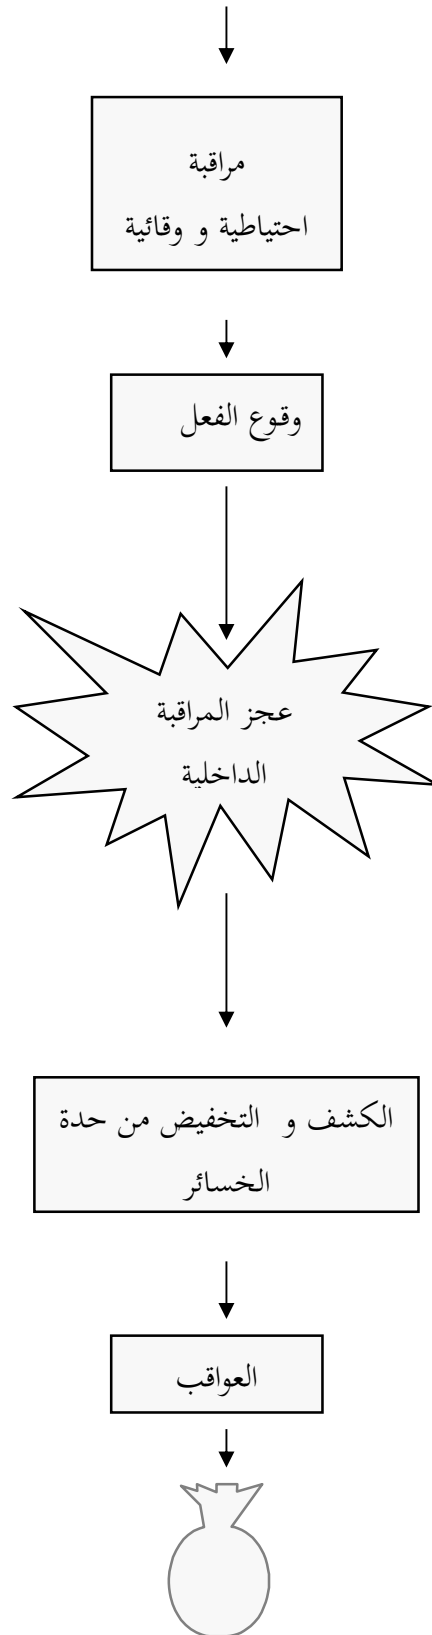 مراقبة
احتياطية و وقائية
وقوع الفعل
عجز المراقبة
الداخلية
الكشف و التخفيض من حدة
الخسائر
العواقب